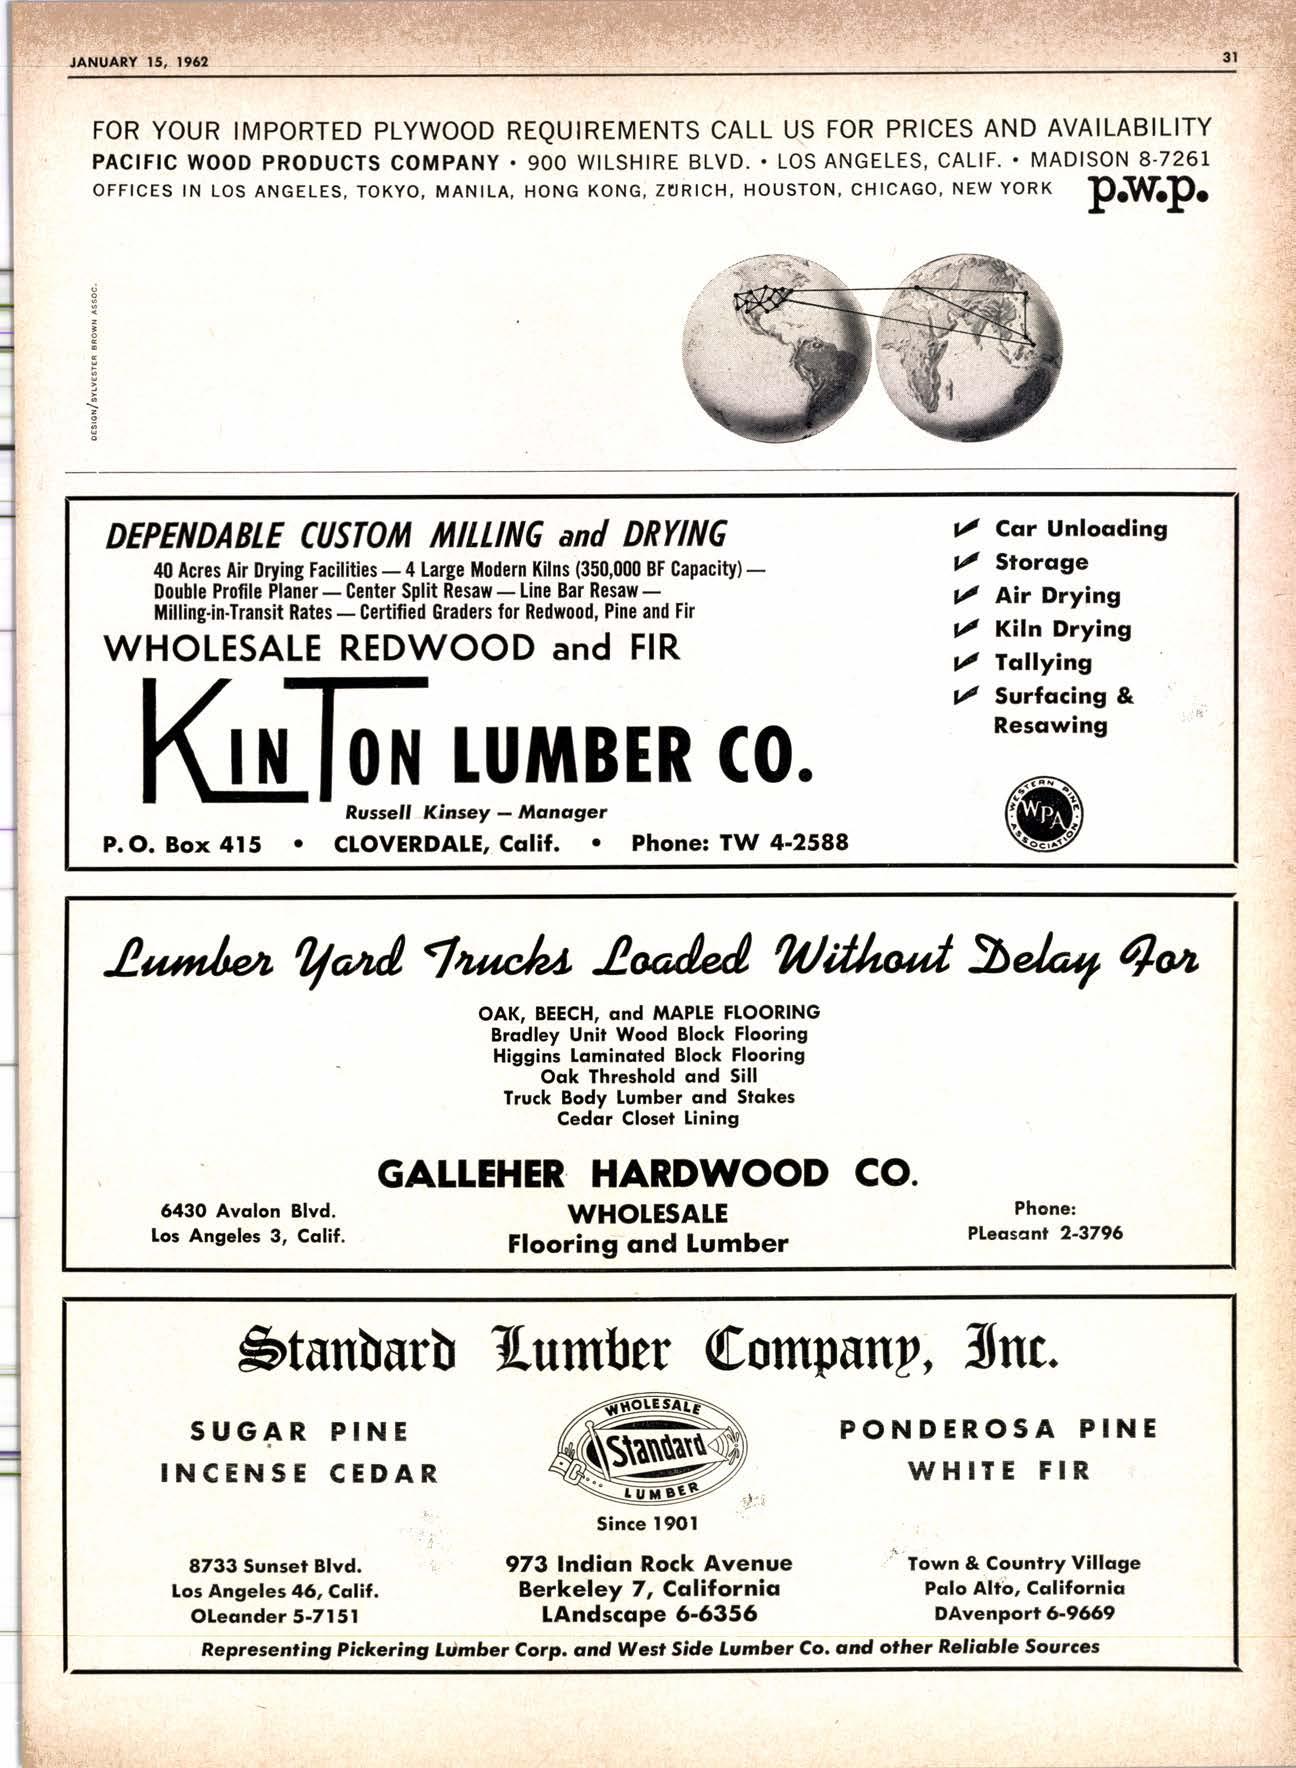 JANUARY 15, 1962
31
FOR YOUR IMPORTED PLYWOOD REQUIREMENTS CALL US FOR PRICES AND AVAILABILITY
PACIFIC WOOD PRODUCTS COMPANY • 900 WILSHIRE BLVD. • LOS ANGELES, CALIF. • MADISON 8-7261
OFFICES IN LOS ANGELES, TOKYO, MANILA, HONG KONG, ZÜRICH, HOUSTON, CHICAGO, NEW YORK
p.w.p.
DESIGN/SYLVESTER BROWN ASSOC.
DEPENDABLE CUSTOM MILLING and DRYING
40 Acres Air Drying Facilities — 4 Large Modern Kilns (350,000 BF Capacity) —
Double Profile Planer — Center Split Resaw — Line Bar Resaw —
Milling-in-Transit Rates — Certified Graders for Redwood, Pine and Fir
WHOLESALE REDWOOD and FIR
KINTON LUMBER CO.
Russell Kinsey — Manager
P. O. Box 415 • CLOVERDALE, Calif. • Phone: TW 4-2588
Car Unloading
Storage
Air Drying
Kiln Drying
Tallying
Surfacing &
Resawing
WESTERN PINE
WPA
ASSOCIATION
Lumber Yard Trucks Loaded Without Delay For
OAK, BEECH, and MAPLE FLOORING
Bradley Unit Wood Block Flooring
Higgins Laminated Block Flooring
Oak Threshold and Sill
Truck Body Lumber and Stakes
Cedar Closet Lining
GALLEHER HARDWOOD CO.
6430 Avalon Blvd.
Los Angeles 3, Calif.
WHOLESALE
Flooring and Lumber
Phone:
PLeasant 2-3796
Standard Lumber Company, Inc.
SUGAR PINE
INCENSE CEDAR
WHOLESALE
Standard
LUMBER
Since 1901
PONDEROSA PINE
WHITE FIR
8733 Sunset Blvd.
Los Angeles 46, Calif.
OLeander 5-7151
973 Indian Rock Avenue
Berkeley 7, California
LAndscape 6-6356
Town & Country Village
Palo Alto, California
DAvenport 6-9669
Representing Pickering Lumber Corp. and West Side Lumber Co. and other Reliable Sources